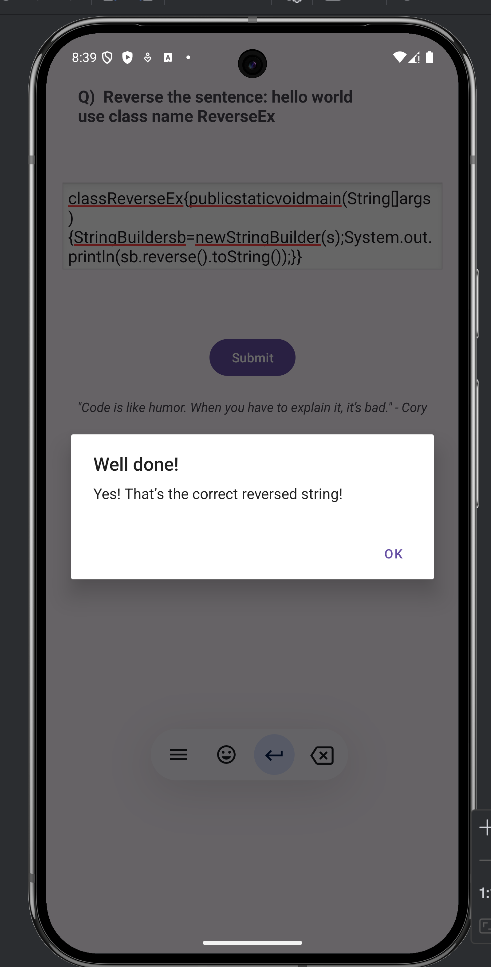 8:39
Q) Reverse the sentence: hello world
use class name ReverseEx
classReverseEx{publicstaticvoidmain(String[]args
)
{StringBuildersb=newStringBuilder(s);System.out.
println(sb.reverse().toString());}}
Submit
"Code is like humor. When you have to explain it, it's bad." - Cory
Well done!
Yes! That's the correct reversed string!
OK